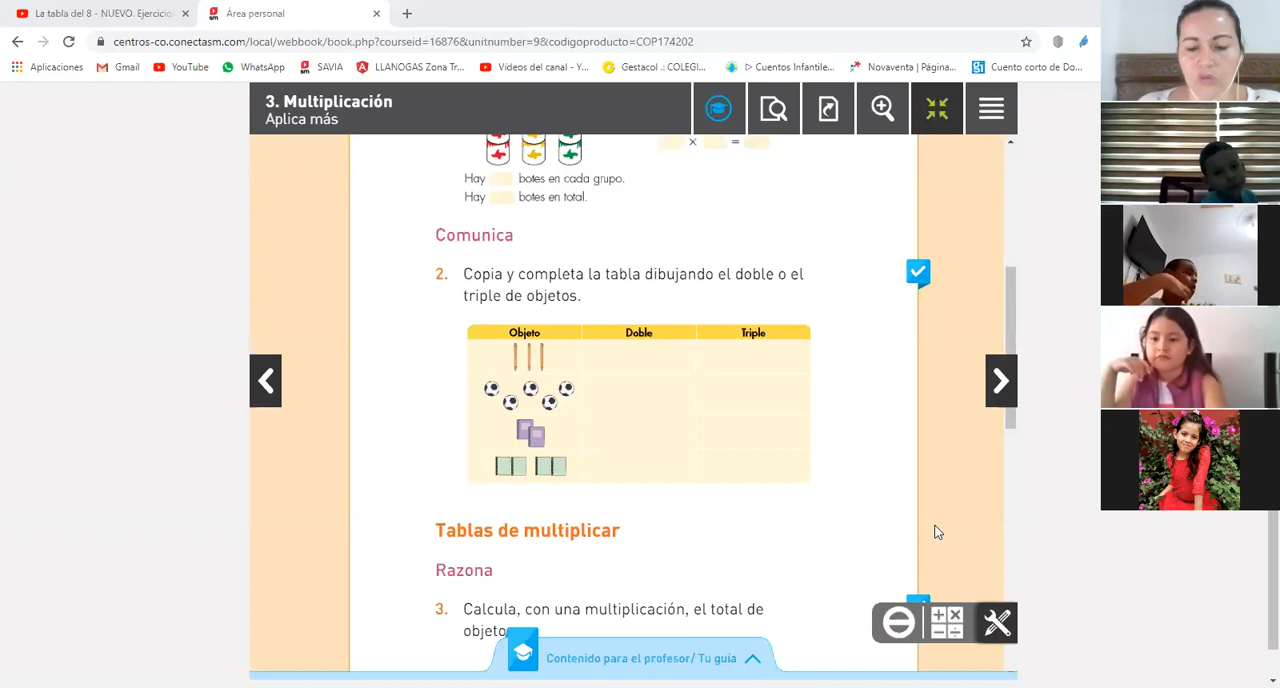 La tabla del 8 - NUEVO. Ejercicio
Área personal
centros-co.conectasm.com/local/webbook/book.php?courseid=16876&unitnumber=9&codigoproducto=COP174202
Aplicaciones Gmail YouTube WhatsApp SAVIA LLANOGAS Zona Tr... Vídeos del canal - Y... Gestacol .: COLEGI... ▷ Cuentos Infantile... Novaventa | Págin... Cuento corto de Do...
3. Multiplicación
Aplica más
× =
Hay botes en cada grupo.
Hay botes en total.
Comunica
2. Copia y completa la tabla dibujando el doble o el
triple de objetos.
Objeto Doble Triple
Tablas de multiplicar
Razona
3. Calcula, con una multiplicación, el total de
objeto
Contenido para el profesor/ Tu guía